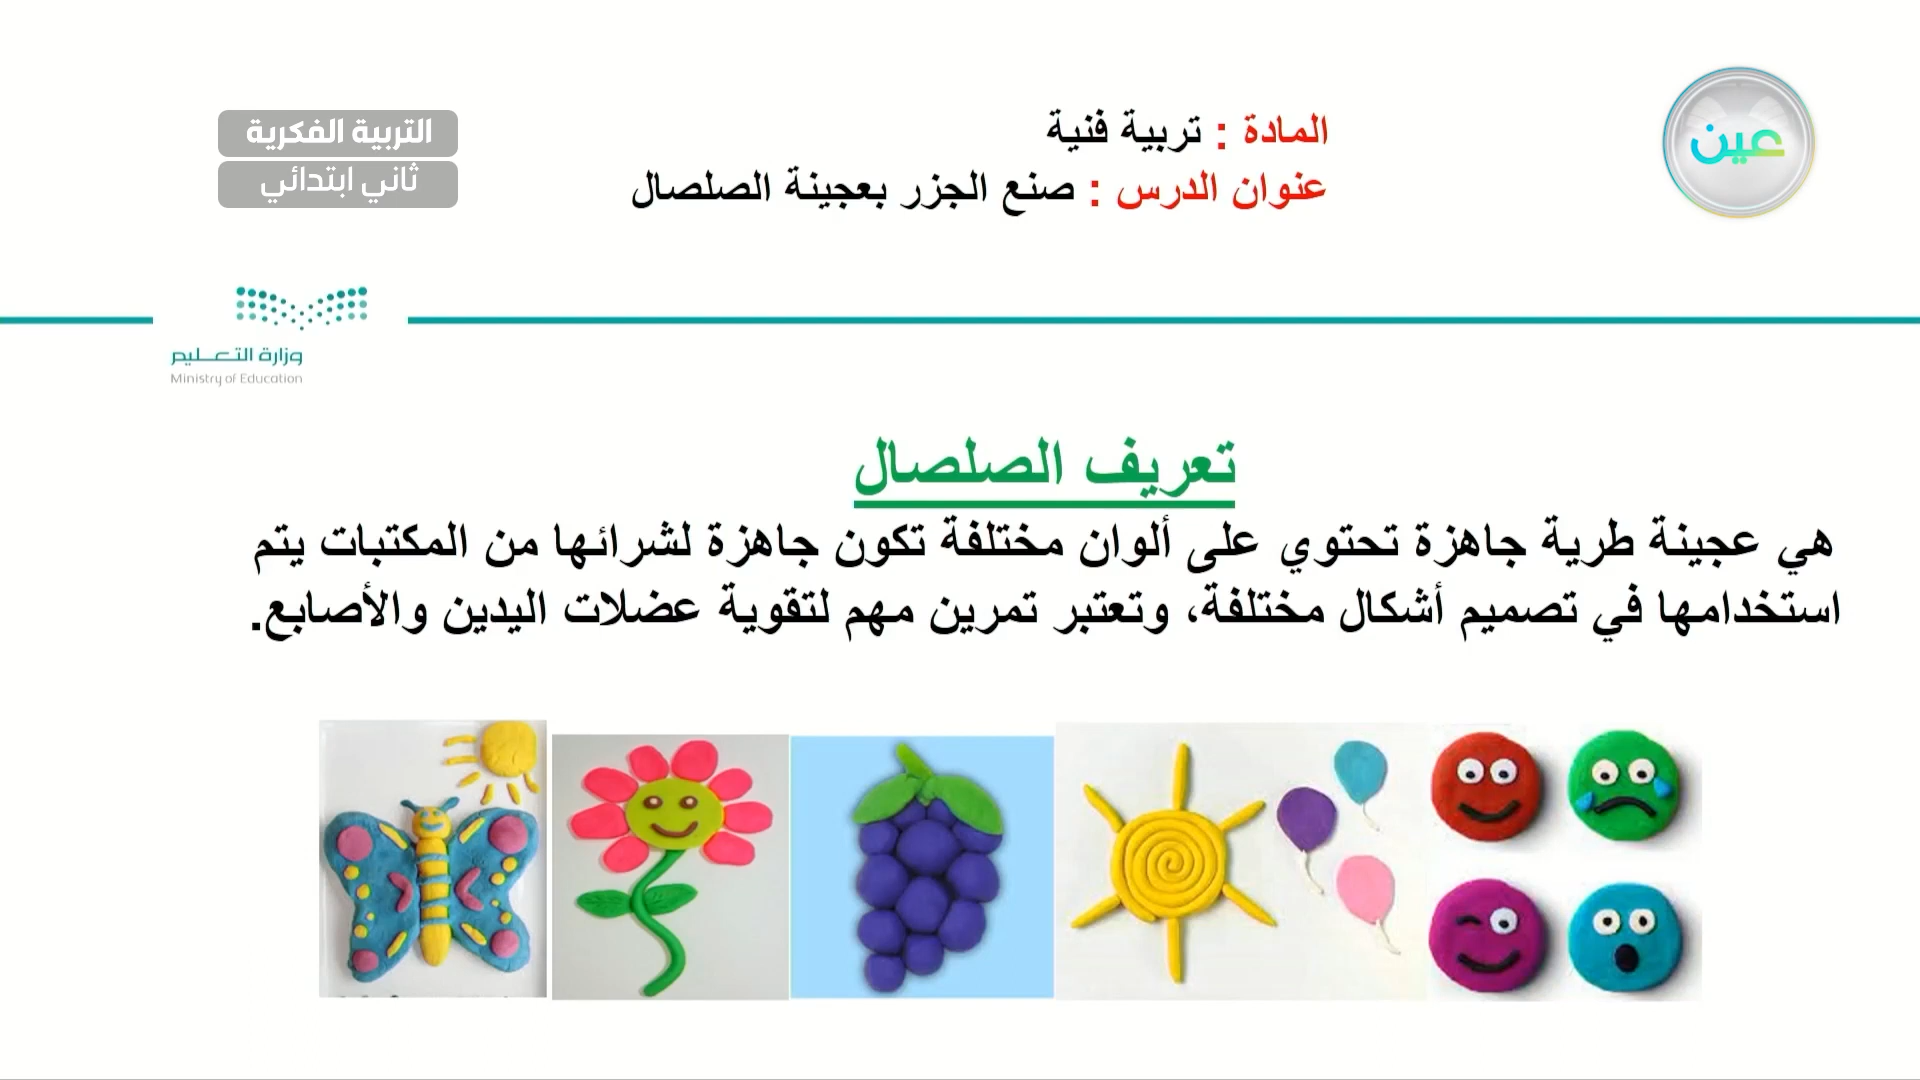 عين
المادة : تربية فنية
عنوان الدرس : صنع الجزر بعجينة الصلصال
التربية الفكرية
ثاني ابتدائي
وزارة التعليم
Ministry of Education
تعريف الصلصال
هي عجينة طرية جاهزة تحتوي على ألوان مختلفة تكون جاهزة لشرائها من المكتبات يتم
استخدامها في تصميم أشكال مختلفة، وتعتبر تمرين مهم لتقوية عضلات اليدين والأصابع.